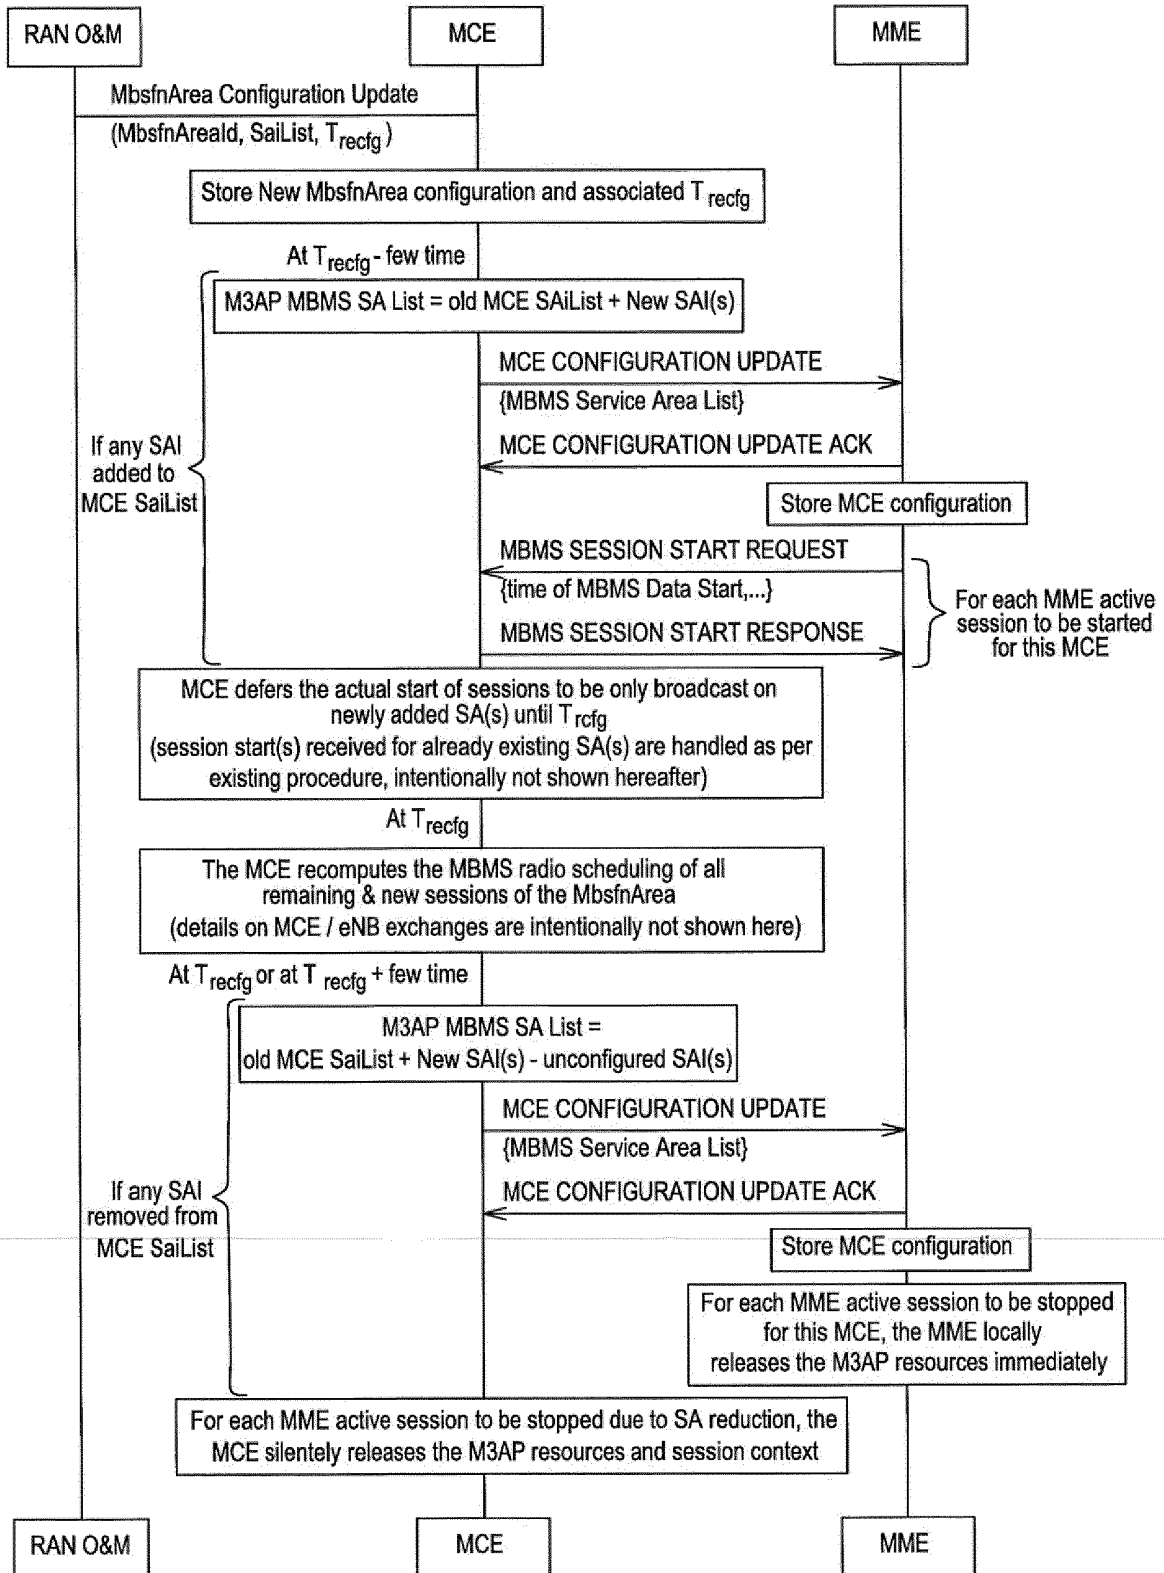 RAN O&M
MCE
MME
MbsfnArea Configuration Update
(MbsfnAreaId, SaiList, Trecfg)
Store New MbsfnArea configuration and associated T recfg
At Trecfg - few time
M3AP MBMS SA List = old MCE SAiList + New SAI(s)
MCE CONFIGURATION UPDATE
{MBMS Service Area List}
MCE CONFIGURATION UPDATE ACK
If any SAI
added to
MCE SaiList
Store MCE configuration
MBMS SESSION START REQUEST
{time of MBMS Data Start,...}
MBMS SESSION START RESPONSE
For each MME active
session to be started
for this MCE
MCE defers the actual start of sessions to be only broadcast on
newly added SA(s) until Trcfg
(session start(s) received for already existing SA(s) are handled as per
existing procedure, intentionally not shown hereafter)
At Trecfg
The MCE recomputes the MBMS radio scheduling of all
remaining & new sessions of the MbsfnArea
(details on MCE / eNB exchanges are intentionally not shown here)
At Trecfg or at T recfg + few time
M3AP MBMS SA List =
old MCE SaiList + New SAI(s) - unconfigured SAI(s)
MCE CONFIGURATION UPDATE
{MBMS Service Area List}
MCE CONFIGURATION UPDATE ACK
If any SAI
removed from
MCE SaiList
Store MCE configuration
For each MME active session to be stopped
for this MCE, the MME locally
releases the M3AP resources immediately
For each MME active session to be stopped due to SA reduction, the
MCE silentely releases the M3AP resources and session context
RAN O&M
MCE
MME